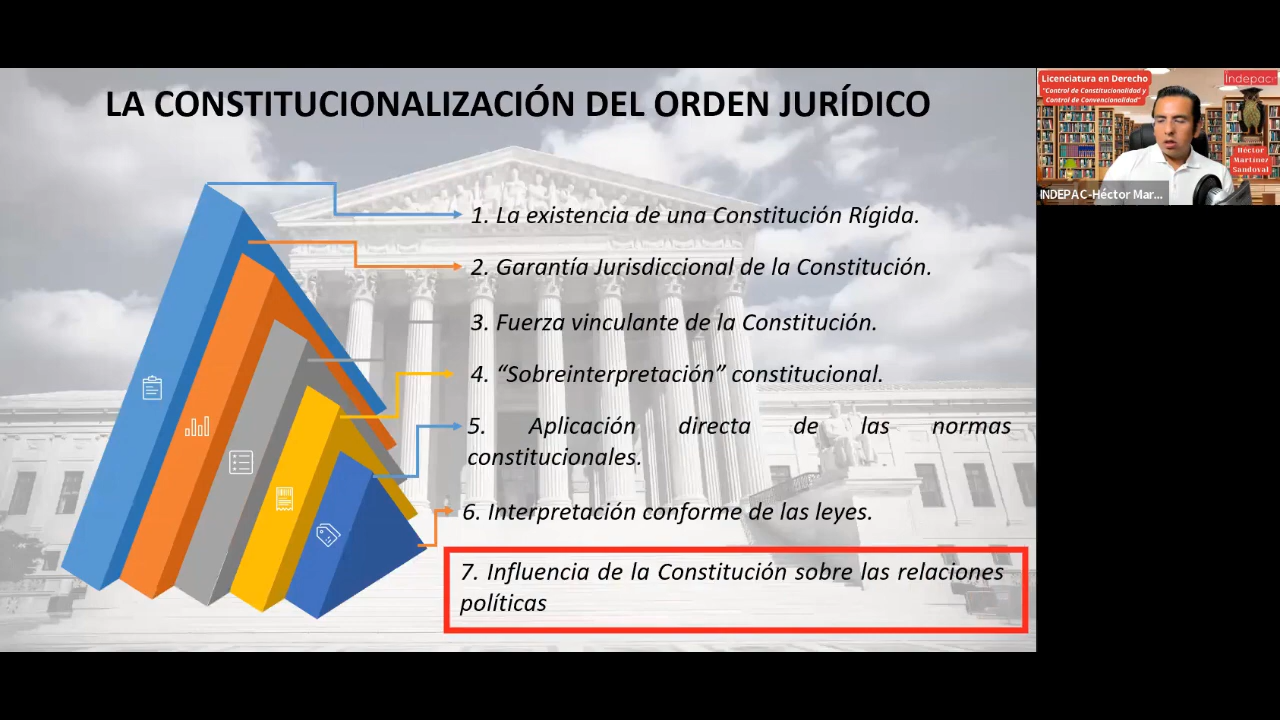 LA CONSTITUCIONALIZACIÓN DEL ORDEN JURÍDICO
1. La existencia de una Constitución Rígida.
2. Garantía Jurisdiccional de la Constitución.
3. Fuerza vinculante de la Constitución.
4. “Sobreinterpretación” constitucional.
5. Aplicación directa de las normas
constitucionales.
6. Interpretación conforme de las leyes.
7. Influencia de la Constitución sobre las relaciones
políticas
Licenciatura en Derecho
"Control de Constitucionalidad y
Control de Convencionalidad"
Indepac
Héctor
Martínez
Sandoval
INDEPAC-Héctor Mar...